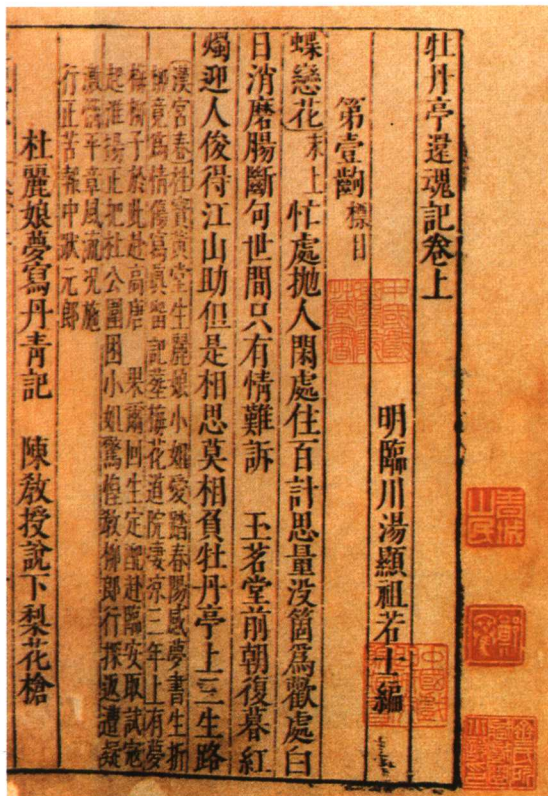 牡丹亭還魂記卷上
明臨川湯顯祖若士編
第壹齣 標目
蝶戀花 末上 忙處拋人閑處住百計思量没箇爲歡處白
日消磨腸斷句世間只有情難訴 玉茗堂前朝復暮紅
燭迎人俊得江山助但是相思莫相負牡丹亭上三生路
漢宮春杜寶黃堂生麗娘小姐愛踏春陽感夢書生折
柳竟爲情傷寫真畱記葬梅花道院凄涼三年上有夢
梅柳子於此赴高唐 果爾回生定配赴臨安取試寇
起淮揚正把杜公圍困小姐驚惶教柳郎行探返遭疑
激惱平章風流況施
行正苦報中狀元郎
杜麗娘夢寫丹青記 陳教授說下梨花槍